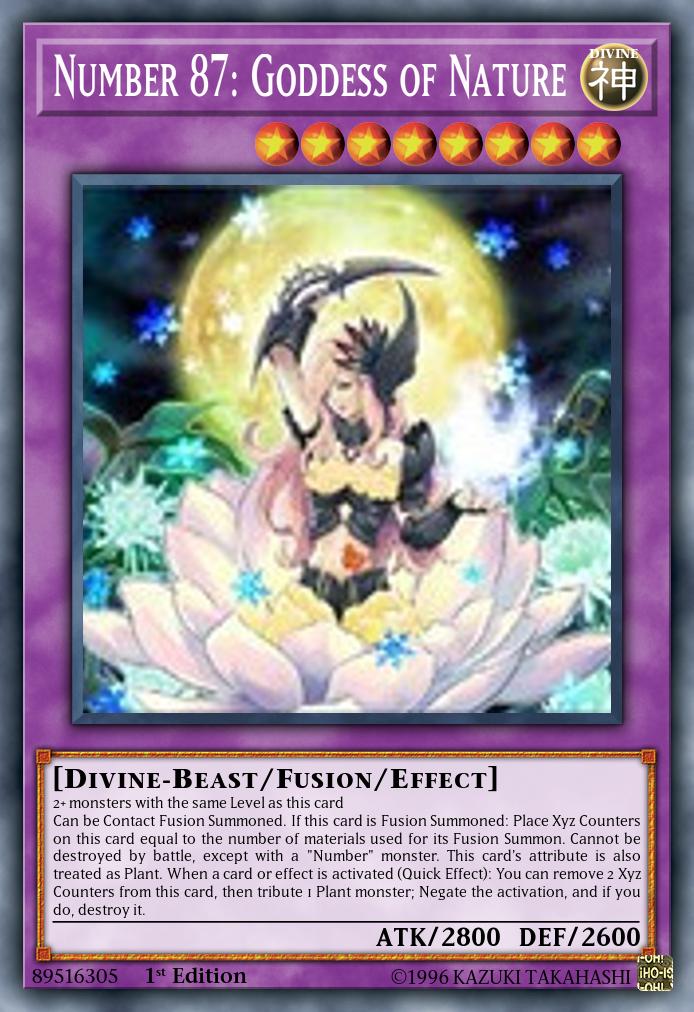 NUMBER 87: GODDESS OF NATURE
DIVINE
神
[DIVINE-BEAST/FUSION/EFFECT]
2+ monsters with the same Level as this card
Can be Contact Fusion Summoned. If this card is Fusion Summoned: Place Xyz Counters
on this card equal to the number of materials used for its Fusion Summon. Cannot be
destroyed by battle, except with a "Number" monster. This card's attribute is also
treated as Plant. When a card or effect is activated (Quick Effect): You can remove 2 Xyz
Counters from this card, then tribute 1 Plant monster; Negate the activation, and if you
do, destroy it.
ATK/2800 DEF/2600
89516305 1st Edition ©1996 KAZUKI TAKAHASHI